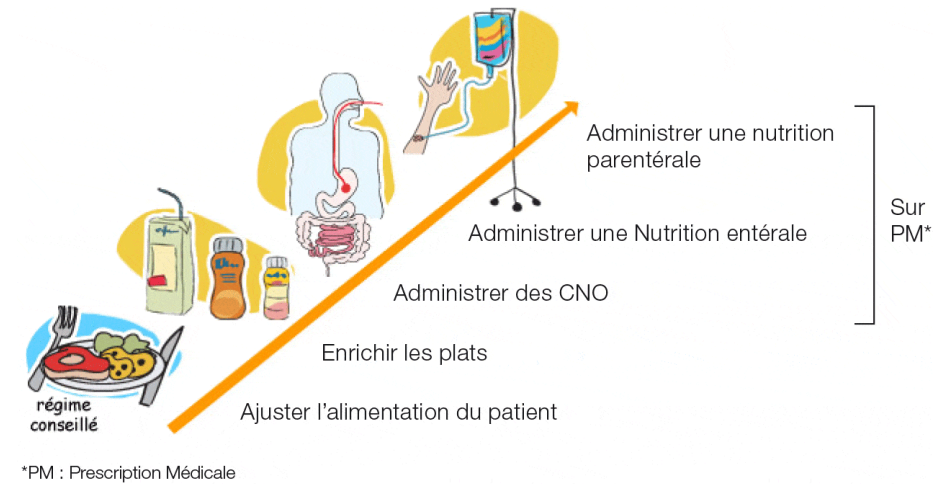 Administrer une nutrition
parentérale
Sur
PM*
Administrer une Nutrition entérale
Administrer des CNO
Enrichir les plats
régime
conseillé
Ajuster l’alimentation du patient
*PM : Prescription Médicale